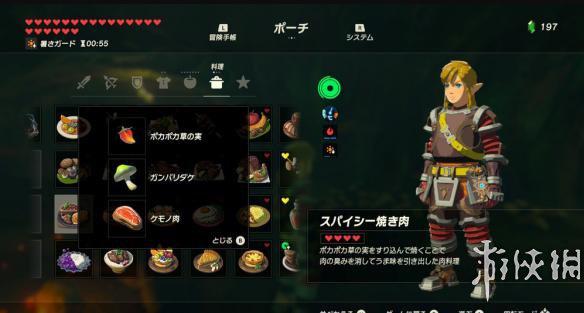 L
冒険手帳
ポーチ
R
システム
197
暑さガード 00:55
料理
ポカポカ草の実
ガンバリダケ
ケモノ肉
とじる B
スパイシー焼き肉
ポカポカ草の実をすり込んで焼くことで
肉の臭みを消してうま味を引き出した肉料理
游侠網